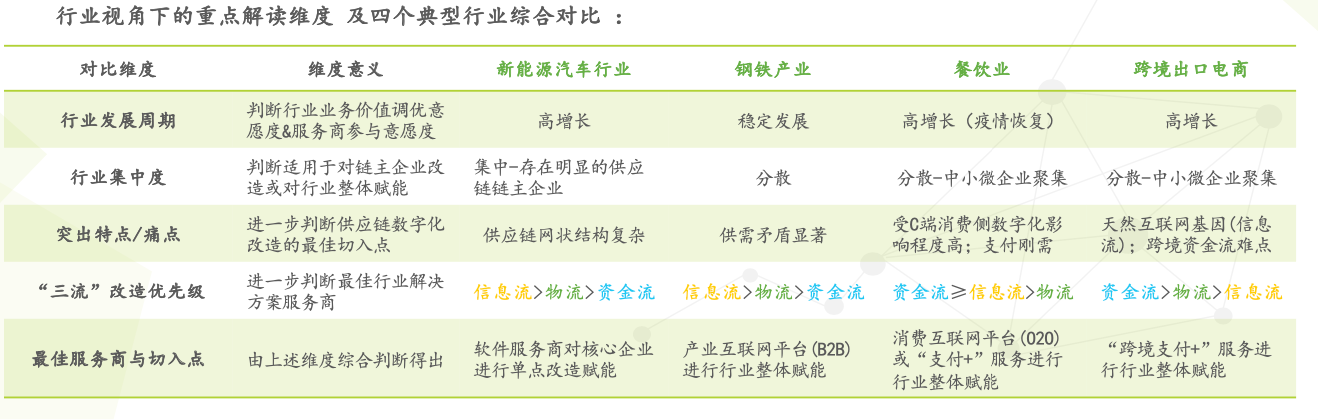 行业视角下的重点解读维度 及四个典型行业综合对比 ：
对比维度 维度意义 新能源汽车行业 钢铁产业 餐饮业 跨境出口电商
行业发展周期
判断行业业务价值调优意
愿度&服务商参与意愿度
高增长
稳定发展
高增长（疫情恢复）
高增长
行业集中度
判断适用于对链主企业改
造或对行业整体赋能
集中-存在明显的供应
链链主企业
分散
分散-中小微企业聚集
分散-中小微企业聚集
突出特点/痛点
进一步判断供应链数字化
改造的最佳切入点
供应链网状结构复杂
供需矛盾显著
受C端消费侧数字化影
响程度高；支付刚需
天然互联网基因(信息
流)；跨境资金流难点
“三流”改造优先级
进一步判断最佳行业解决
方案服务商
信息流>物流>资金流
信息流>物流>资金流
资金流≥信息流>物流
资金流>物流>信息流
最佳服务商与切入点
由上述维度综合判断得出
软件服务商对核心企业
进行单点改造赋能
产业互联网平台(B2B)
进行行业整体赋能
消费互联网平台(O2O)
或“支付+”服务进行
行业整体赋能
“跨境支付+”服务进
行行业整体赋能